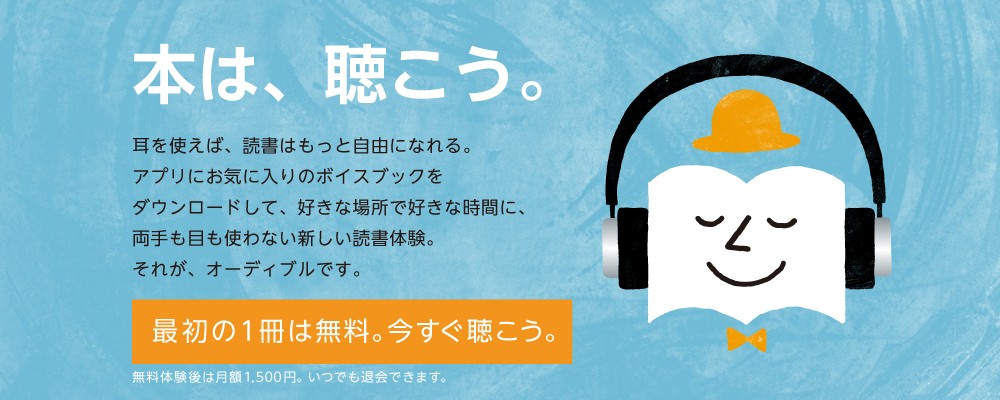 本は、聴こう。
耳を使えば、読書はもっと自由になれる。
アプリにお気に入りのボイスブックを
ダウンロードして、好きな場所で好きな時間に、
両手も目も使わない新しい読書体験。
それが、オーディブルです。
最初の1冊は無料。今すぐ聴こう。
無料体験後は月額1,500円。いつでも退会できます。